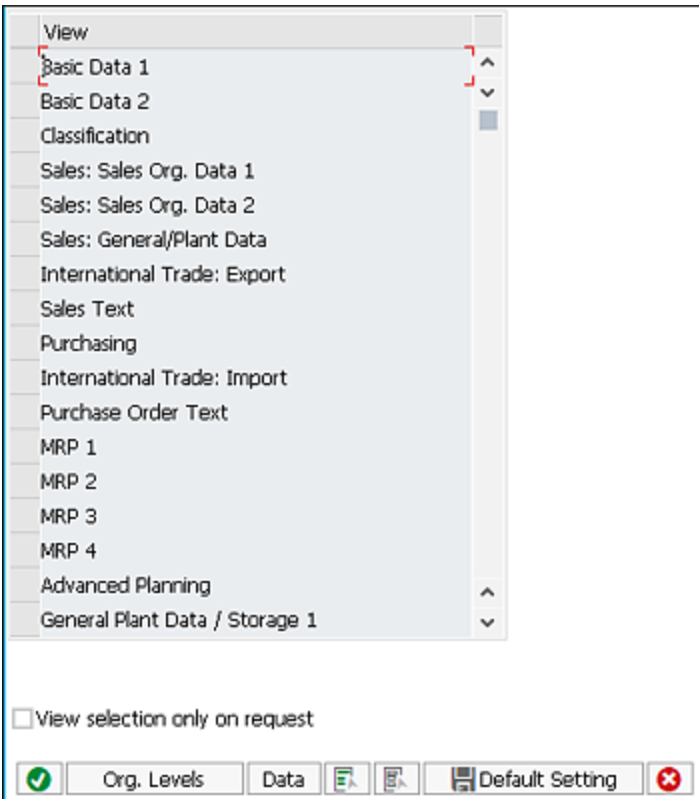 View
Basic Data 1
Basic Data 2
Classification
Sales: Sales Org. Data 1
Sales: Sales Org. Data 2
Sales: General/Plant Data
International Trade: Export
Sales Text
Purchasing
International Trade: Import
Purchase Order Text
MRP 1
MRP 2
MRP 3
MRP 4
Advanced Planning
General Plant Data / Storage 1
View selection only on request
Org. Levels Data Default Setting